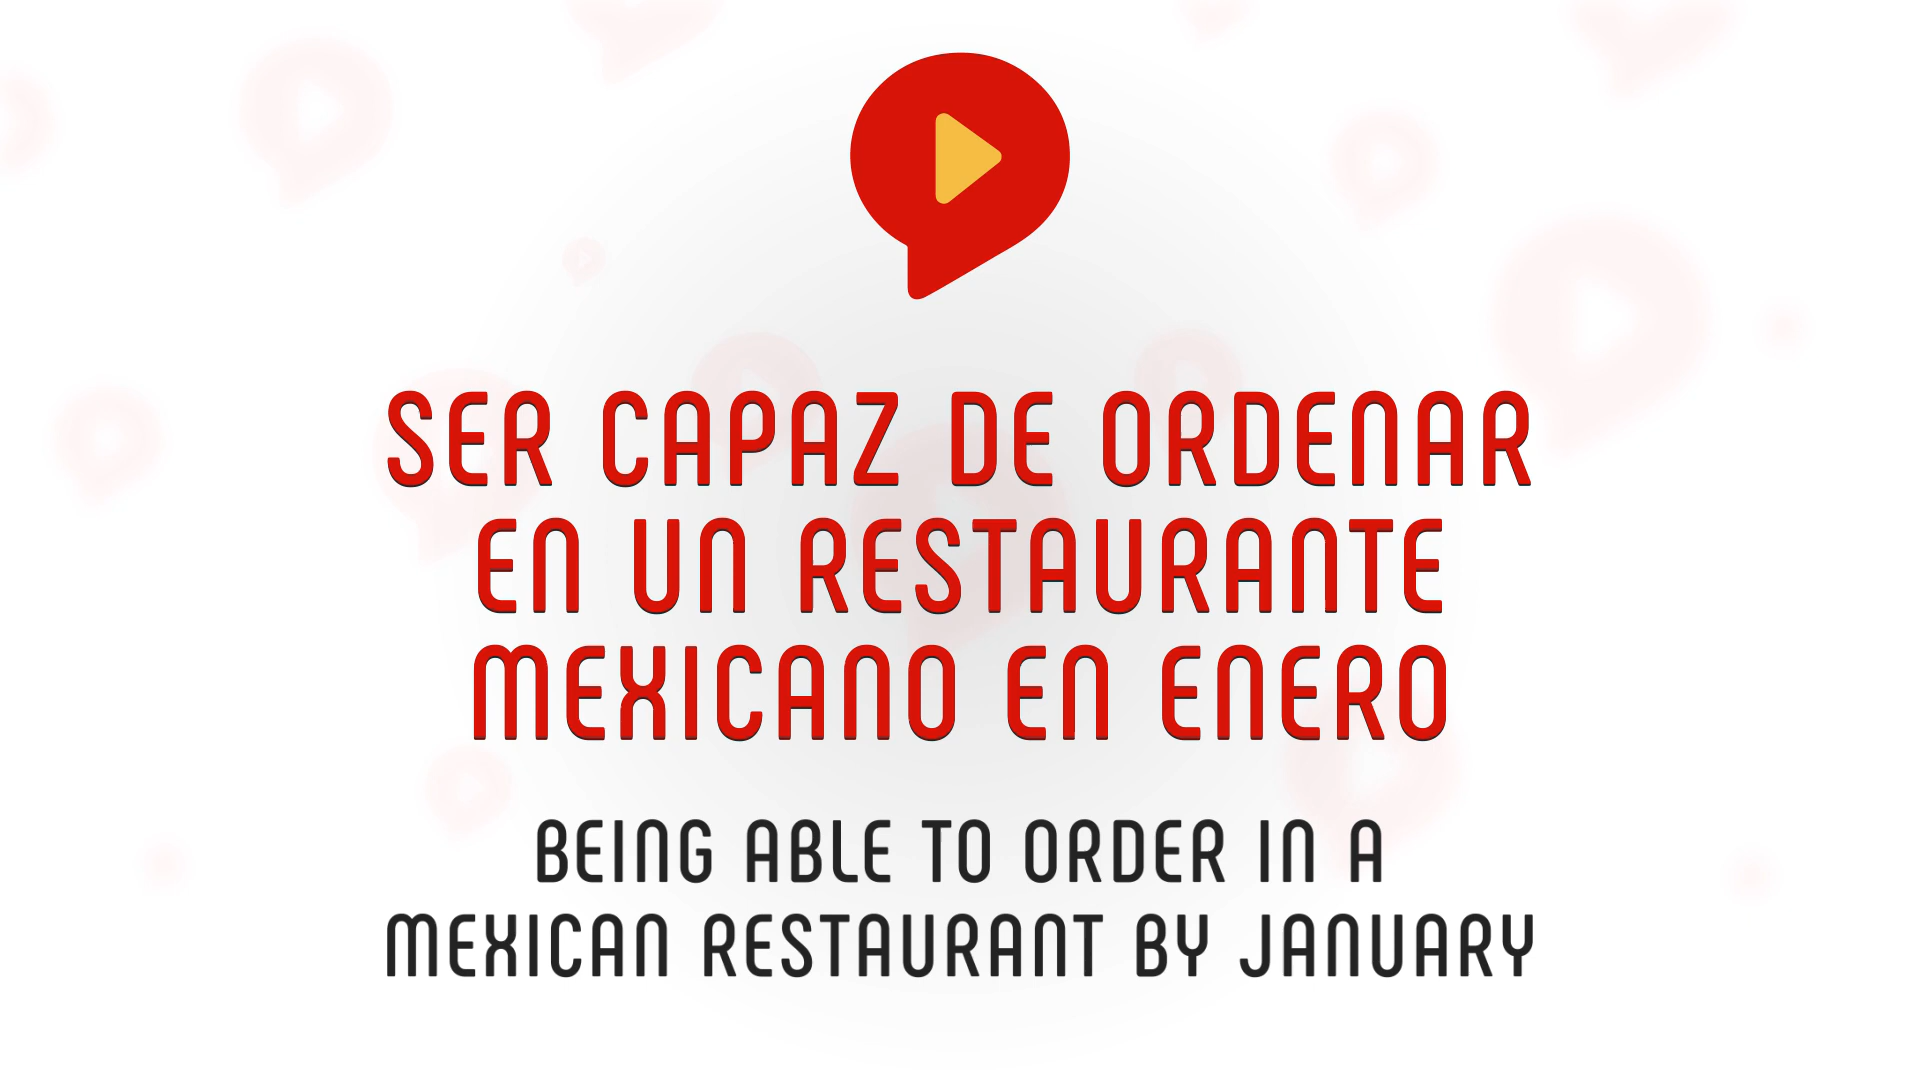 SER CAPAZ DE ORDENAR
EN UN RESTAURANTE
MEXICANO EN ENERO
BEING ABLE TO ORDER IN A
MEXICAN RESTAURANT BY JANUARY